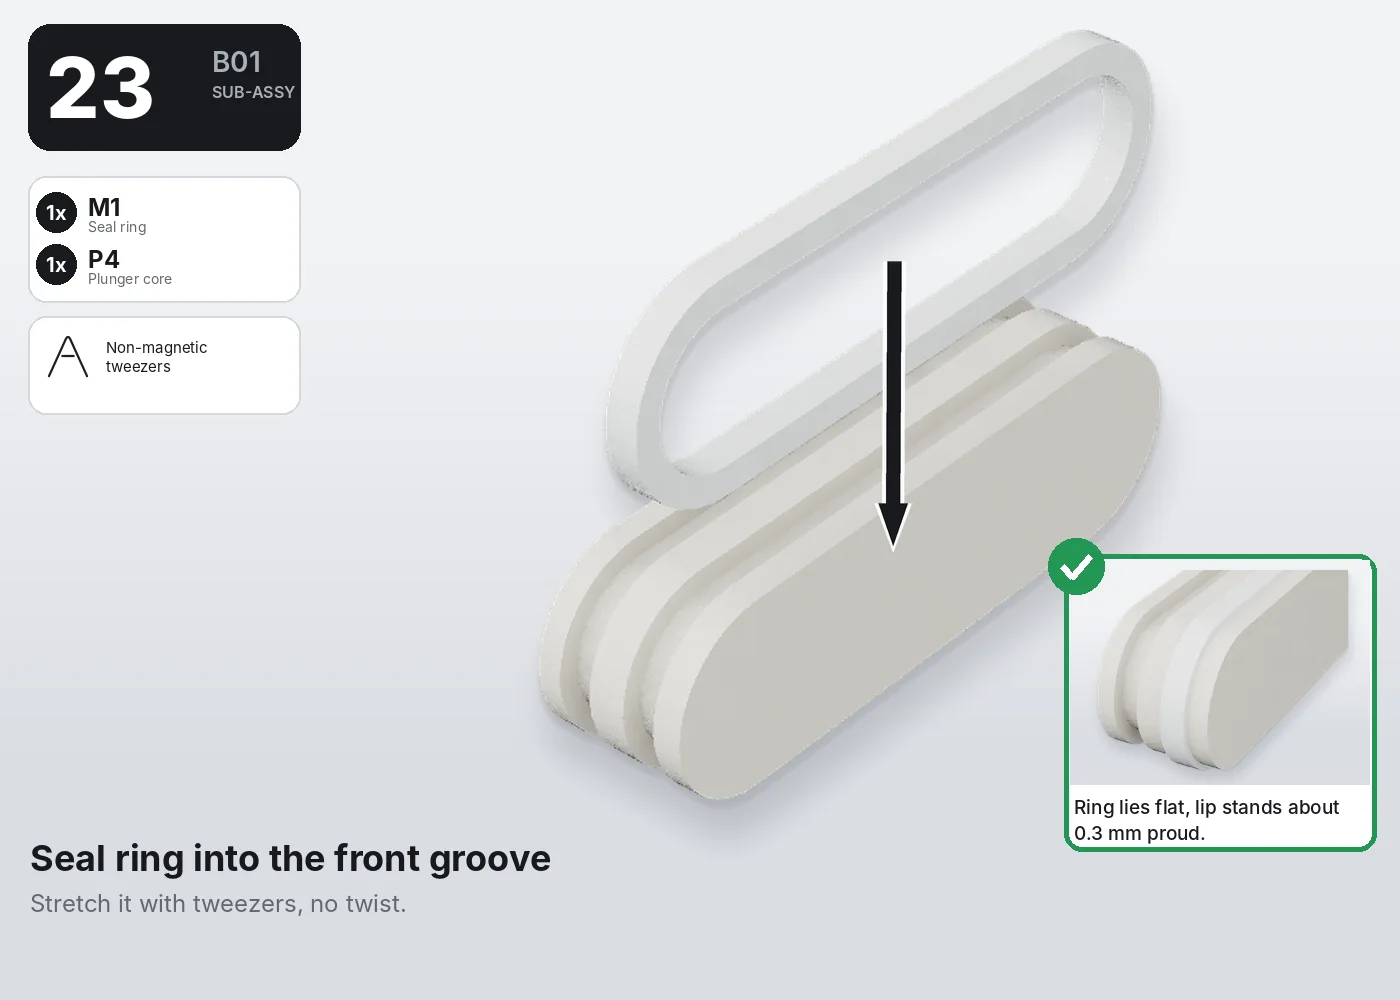 23
B01
SUB-ASSY
1x
M1
Seal ring
1x
P4
Plunger core
Non-magnetic
tweezers
Ring lies flat, lip stands about
0.3 mm proud.
Seal ring into the front groove
Stretch it with tweezers, no twist.